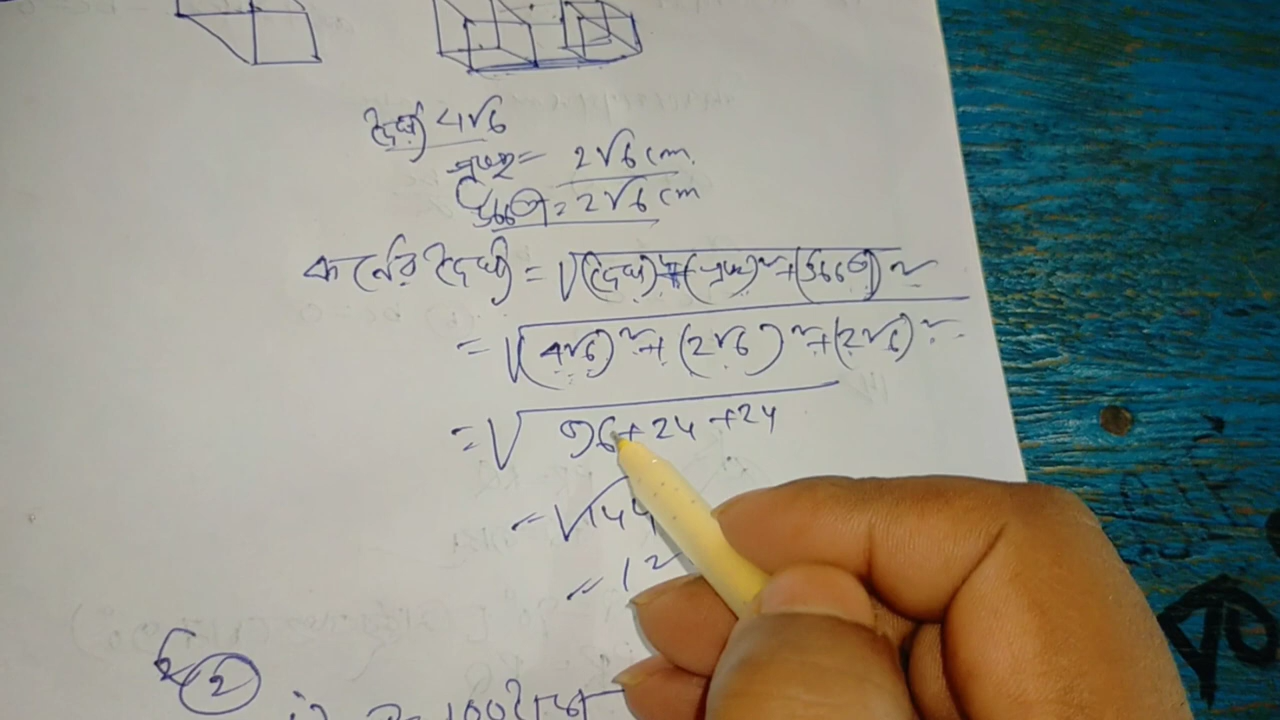 দৈর্ঘ্য 4√6
প্রস্থ = 2√6 cm
উচ্চতা = 2√6 cm
কর্নের দৈর্ঘ্য = √(দৈর্ঘ্য)²+(প্রস্থ)²+(উচ্চতা)²
= √(4√6)²+(2√6)²+(2√6)²
= √96+24+24
= √144
= 12
2